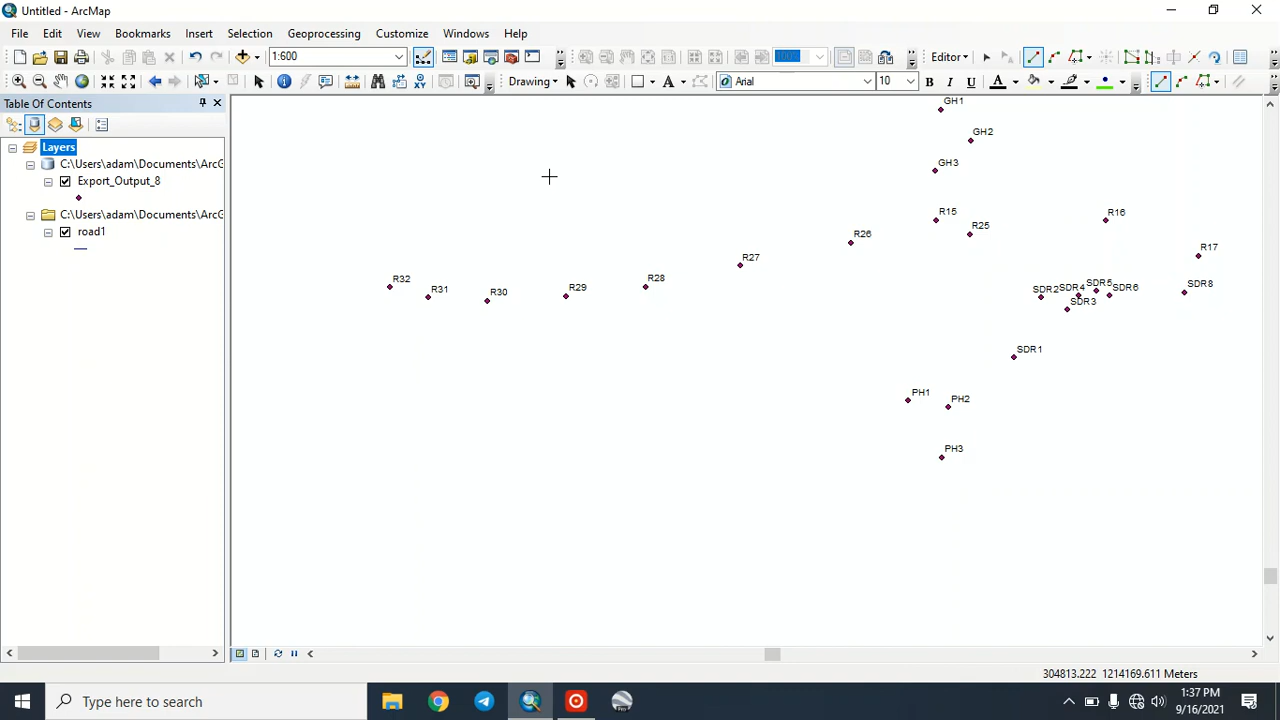 Untitled - ArcMap
File Edit View Bookmarks Insert Selection Geoprocessing Customize Windows Help
1:600 100% Editor
Drawing Arial 10 B I U A
Table Of Contents
Layers
C:\Users\adam\Documents\ArcG
Export_Output_8
C:\Users\adam\Documents\ArcG
road1
GH1
GH2
GH3
R15
R16
R25
R26
R17
R27
R32
R28
R31
R29
R30
SDR2
SDR4
SDR5
SDR6
SDR8
SDR3
SDR1
PH1
PH2
PH3
304813.222 1214169.611 Meters
Type here to search
1:37 PM
9/16/2021